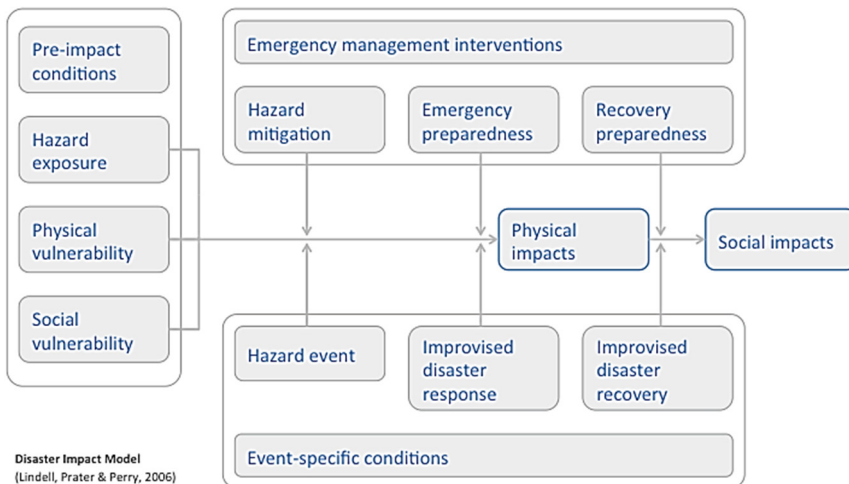 Pre-impact
conditions
Hazard
exposure
Physical
vulnerability
Social
vulnerability
Emergency management interventions
Hazard
mitigation
Emergency
preparedness
Recovery
preparedness
Physical
impacts
Social impacts
Hazard event
Improvised
disaster
response
Improvised
disaster
recovery
Event-specific conditions
Disaster Impact Model
(Lindell, Prater & Perry, 2006)